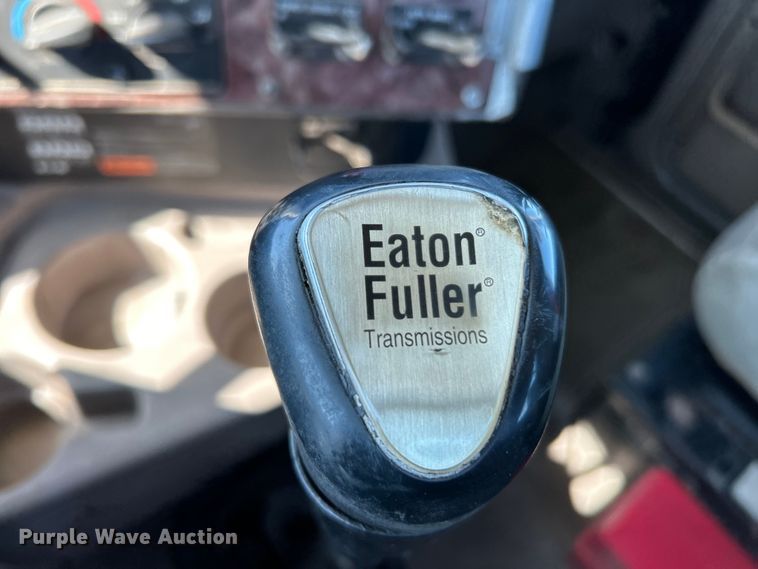 Eaton®
Fuller®
Transmissions
Purple Wave Auction